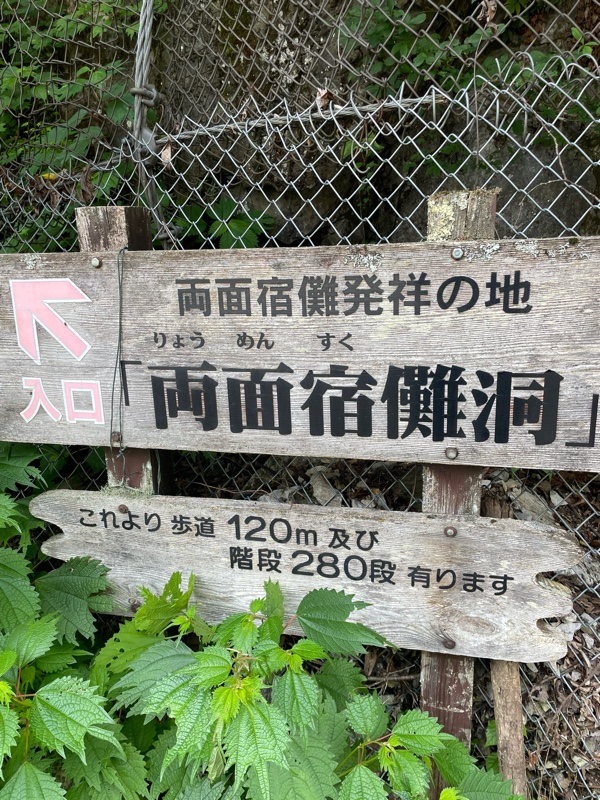 両面宿儺発祥の地
りょう めん すく
「両面宿儺洞」
入口
これより 歩道 120m 及び
階段 280段 有ります